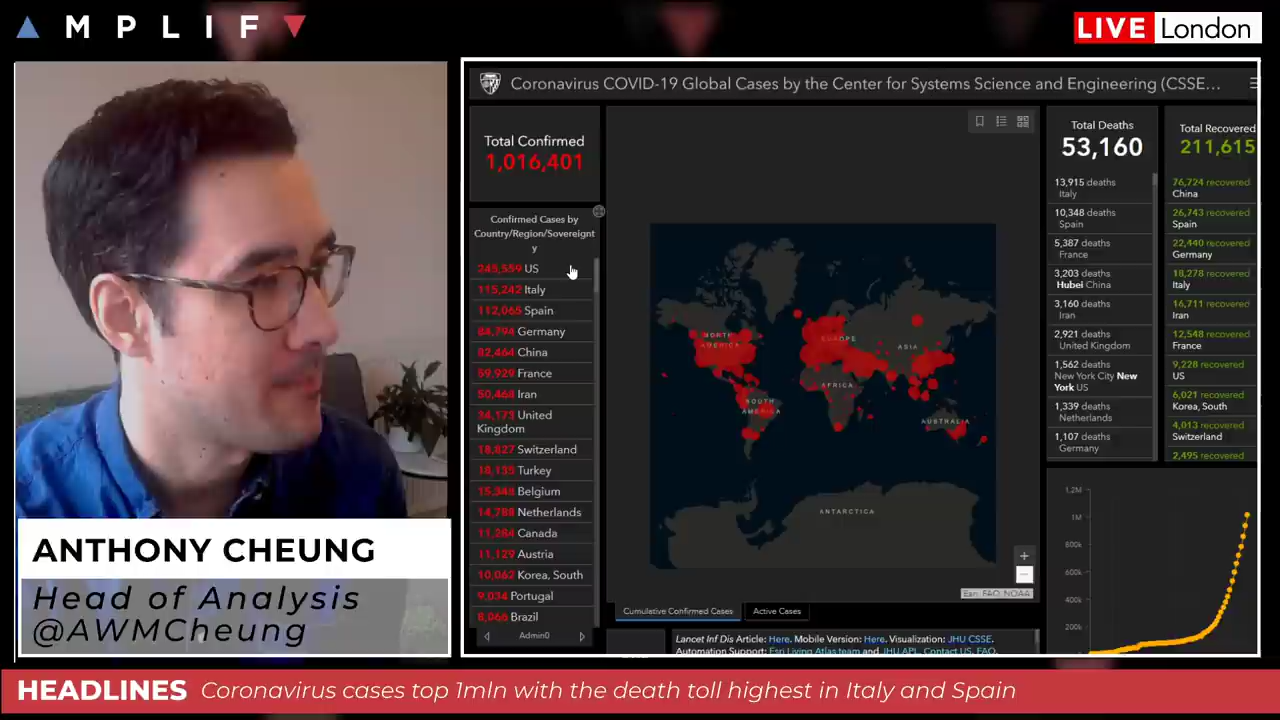 AMPLIFY
LIVE London
Coronavirus COVID-19 Global Cases by the Center for Systems Science and Engineering (CSSE...
Total Confirmed
1,016,401
Confirmed Cases by
Country/Region/Sovereignt
y
245,559 US
115,242 Italy
112,065 Spain
84,794 Germany
82,464 China
59,929 France
50,468 Iran
34,173 United
Kingdom
18,827 Switzerland
18,135 Turkey
15,348 Belgium
14,788 Netherlands
11,284 Canada
11,129 Austria
10,062 Korea, South
9,034 Portugal
8,066 Brazil
Admin0
NORTH
AMERICA
EUROPE
ASIA
AFRICA
SOUTH
AMERICA
AUSTRALIA
ANTARCTICA
+
−
Esri, FAO, NOAA
Cumulative Confirmed Cases
Active Cases
Lancet Inf Dis Article: Here. Mobile Version: Here. Visualization: JHU CSSE.
Automation Support: Esri Living Atlas team and JHU APL. Contact US. FAQ.
Total Deaths
53,160
13,915 deaths
Italy
10,348 deaths
Spain
5,387 deaths
France
3,203 deaths
Hubei China
3,160 deaths
Iran
2,921 deaths
United Kingdom
1,562 deaths
New York City New
York US
1,339 deaths
Netherlands
1,107 deaths
Germany
Total Recovered
211,615
76,724 recovered
China
26,743 recovered
Spain
22,440 recovered
Germany
18,278 recovered
Italy
16,711 recovered
Iran
12,548 recovered
France
9,228 recovered
US
6,021 recovered
Korea, South
4,013 recovered
Switzerland
2,495 recovered
1,2M
1M
800k
600k
400k
200k
ANTHONY CHEUNG
Head of Analysis
@AWMCheung
HEADLINES Coronavirus cases top 1mln with the death toll highest in Italy and Spain